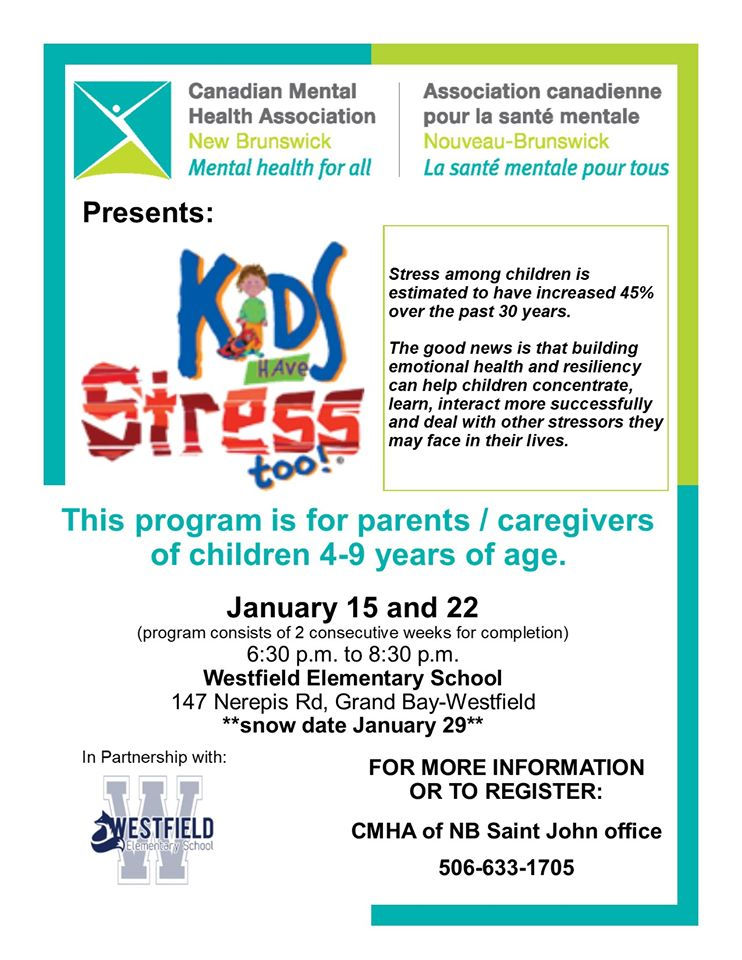 Canadian Mental
Health Association
New Brunswick
Mental health for all
Association canadienne
pour la santé mentale
Nouveau-Brunswick
La santé mentale pour tous
Presents:
KiDS
HAve
Stress
too!®
Stress among children is
estimated to have increased 45%
over the past 30 years.
The good news is that building
emotional health and resiliency
can help children concentrate,
learn, interact more successfully
and deal with other stressors they
may face in their lives.
This program is for parents / caregivers
of children 4-9 years of age.
January 15 and 22
(program consists of 2 consecutive weeks for completion)
6:30 p.m. to 8:30 p.m.
Westfield Elementary School
147 Nerepis Rd, Grand Bay-Westfield
**snow date January 29**
In Partnership with:
W
WESTFIELD
Elementary School
FOR MORE INFORMATION
OR TO REGISTER:
CMHA of NB Saint John office
506-633-1705